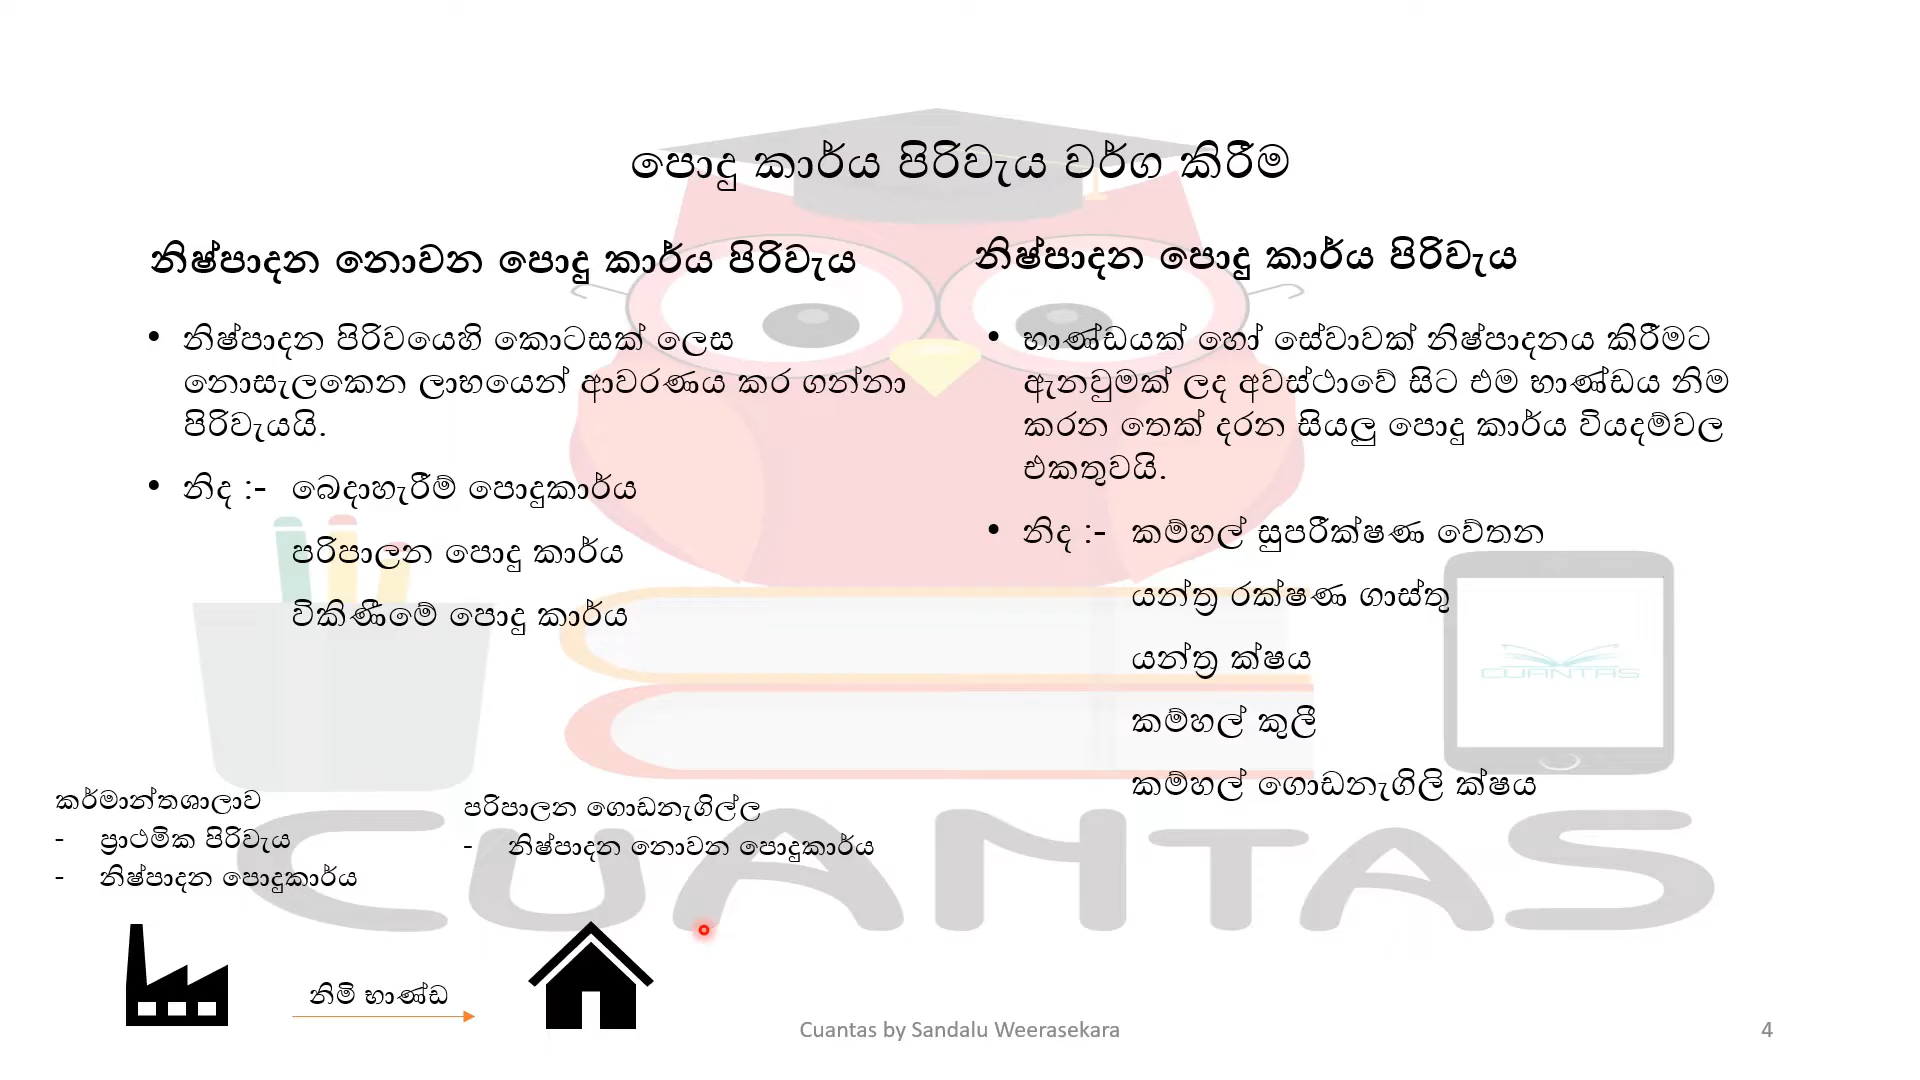 පොදු කාර්ය පිරිවැය වර්ග කිරීම
නිෂ්පාදන නොවන පොදු කාර්ය පිරිවැය
• නිෂ්පාදන පිරිවයෙහි කොටසක් ලෙස
නොසැලකෙන ලාභයෙන් ආවරණය කර ගන්නා
පිරිවැයයි.
• නිද :- බෙදාහැරීම් පොදුකාර්ය
පරිපාලන පොදු කාර්ය
විකිණීමේ පොදු කාර්ය
නිෂ්පාදන පොදු කාර්ය පිරිවැය
• භාණ්ඩයක් හෝ සේවාවක් නිෂ්පාදනය කිරීමට
ඇනවුමක් ලද අවස්ථාවේ සිට එම භාණ්ඩය නිම
කරන තෙක් දරන සියලු පොදු කාර්ය වියදම්වල
එකතුවයි.
• නිද :- කම්හල් සුපරීක්ෂණ වේතන
යන්ත්‍ර රක්ෂණ ගාස්තු
යන්ත්‍ර ක්ෂය
කම්හල් කුලී
කම්හල් ගොඩනැගිලි ක්ෂය
CUANTAS
කර්මාන්තශාලාව
- ප්‍රාථමික පිරිවැය
- නිෂ්පාදන පොදුකාර්ය
පරිපාලන ගොඩනැගිල්ල
- නිෂ්පාදන නොවන පොදුකාර්ය
CUANTAS
නිමි භාණ්ඩ
Cuantas by Sandalu Weerasekara
4